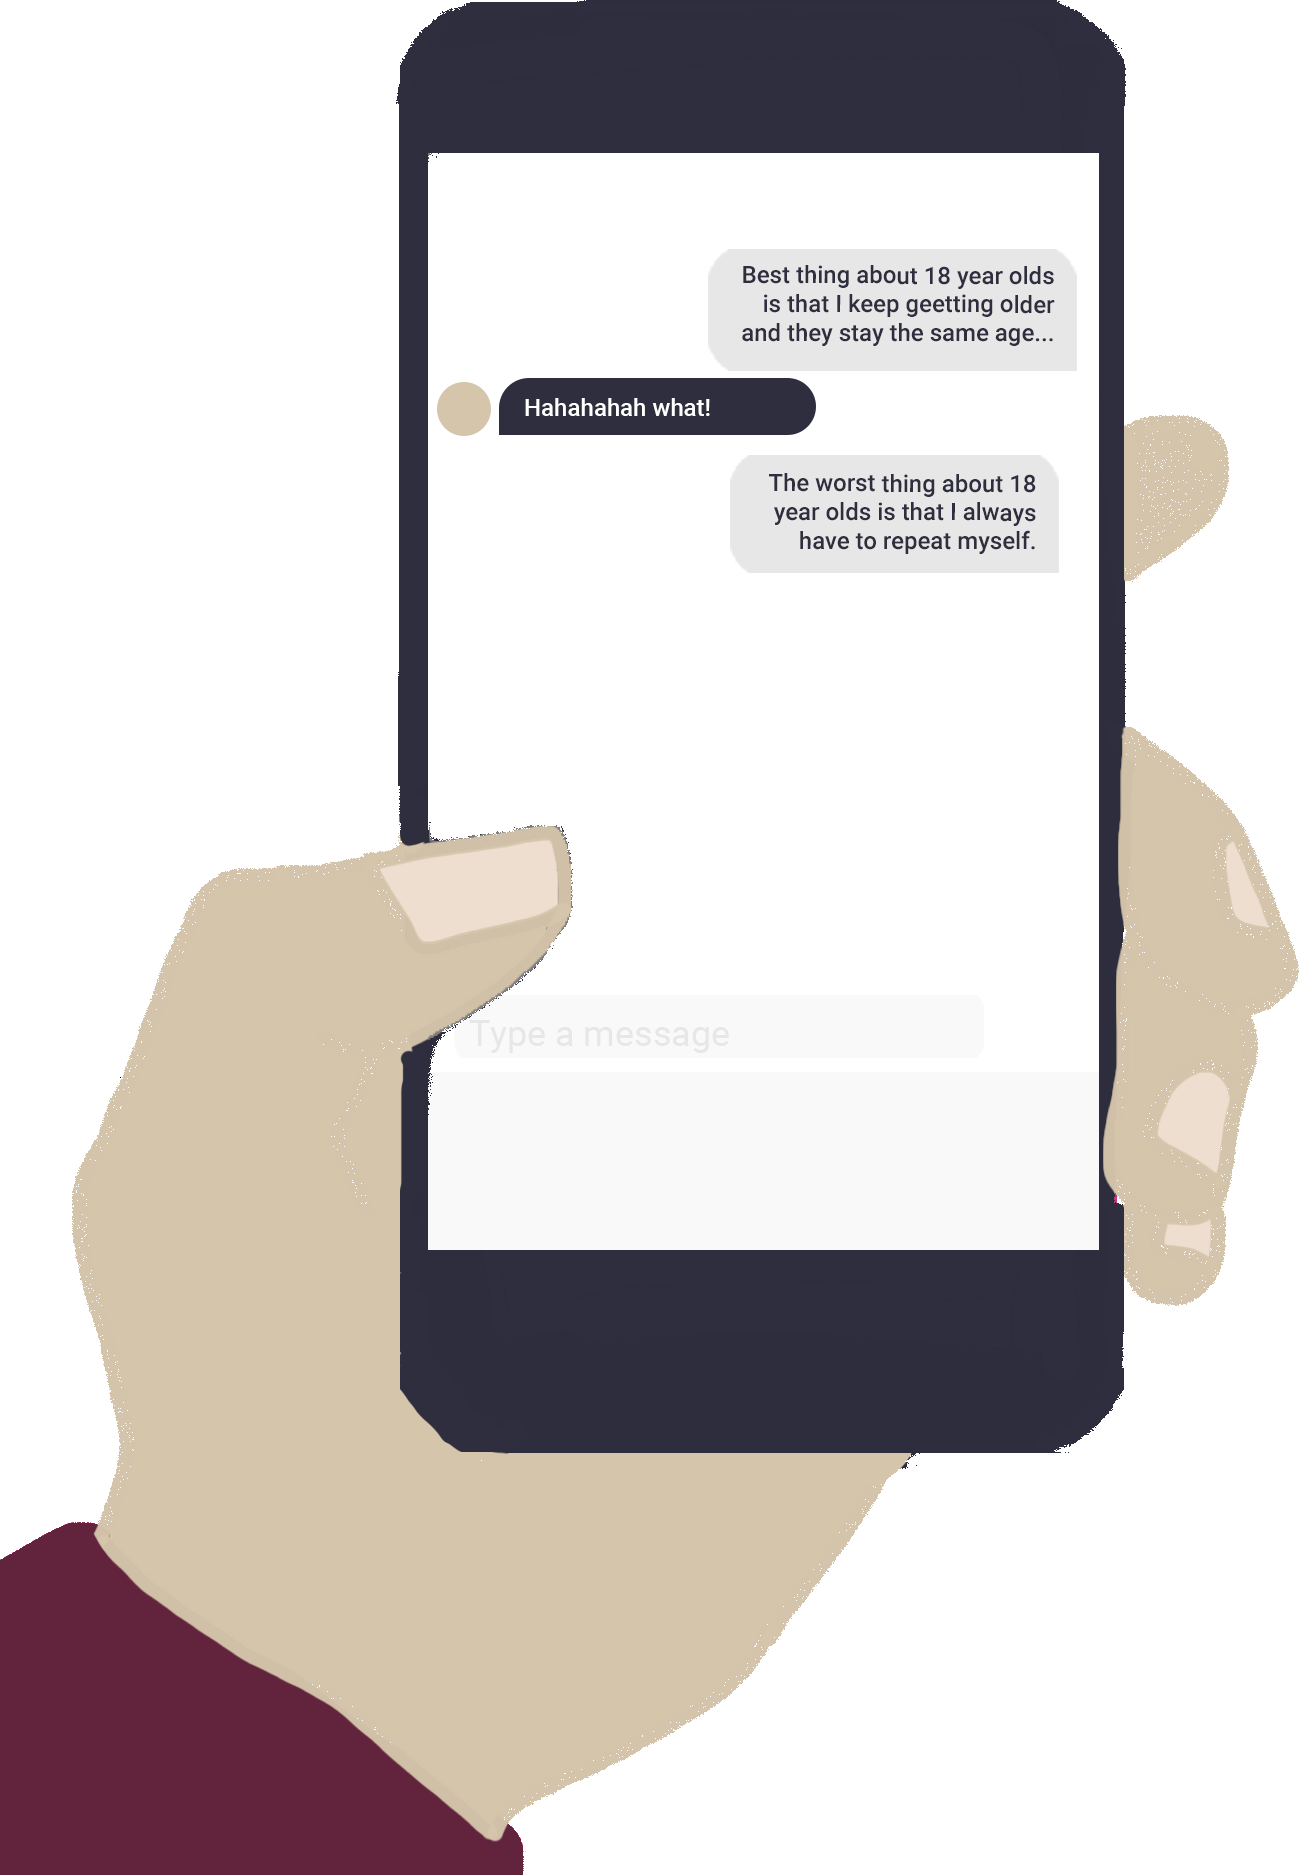 Best thing about 18 year olds
is that I keep geetting older
and they stay the same age...
Hahahahah what!
The worst thing about 18
year olds is that I always
have to repeat myself.
Type a message